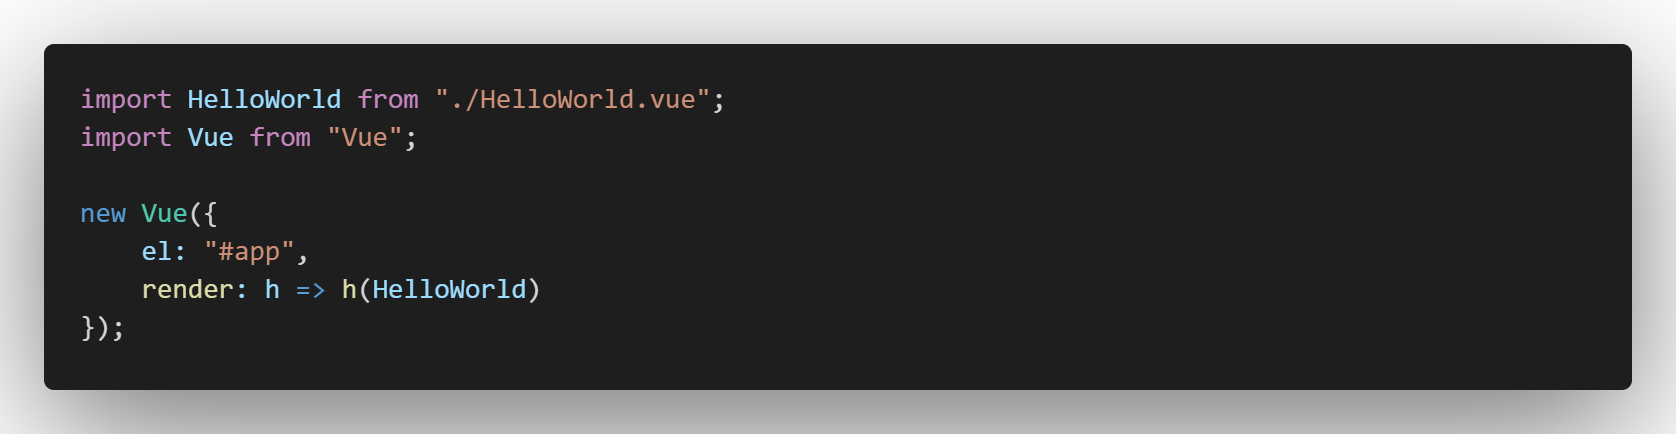 import HelloWorld from "./HelloWorld.vue";
import Vue from "Vue";

new Vue({
    el: "#app",
    render: h => h(HelloWorld)
});